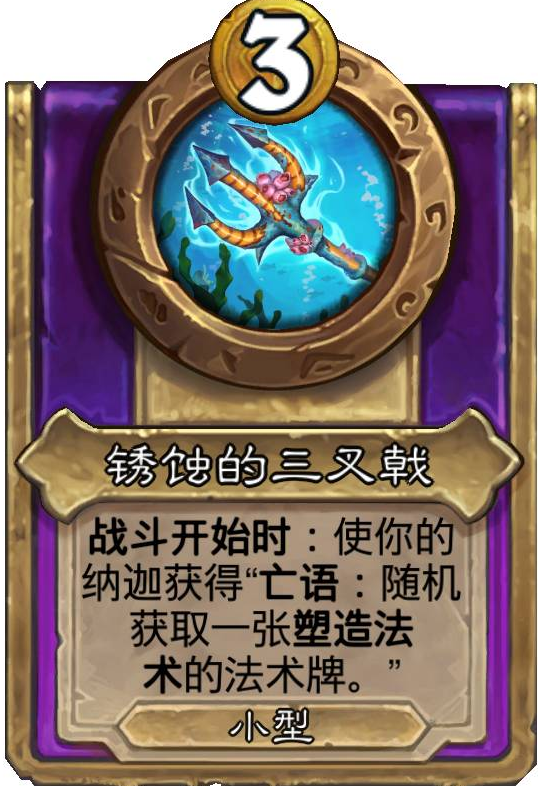 3
锈蚀的三叉戟
战斗开始时：使你的
纳迦获得“亡语：随机
获取一张塑造法
术的法术牌。”
小型